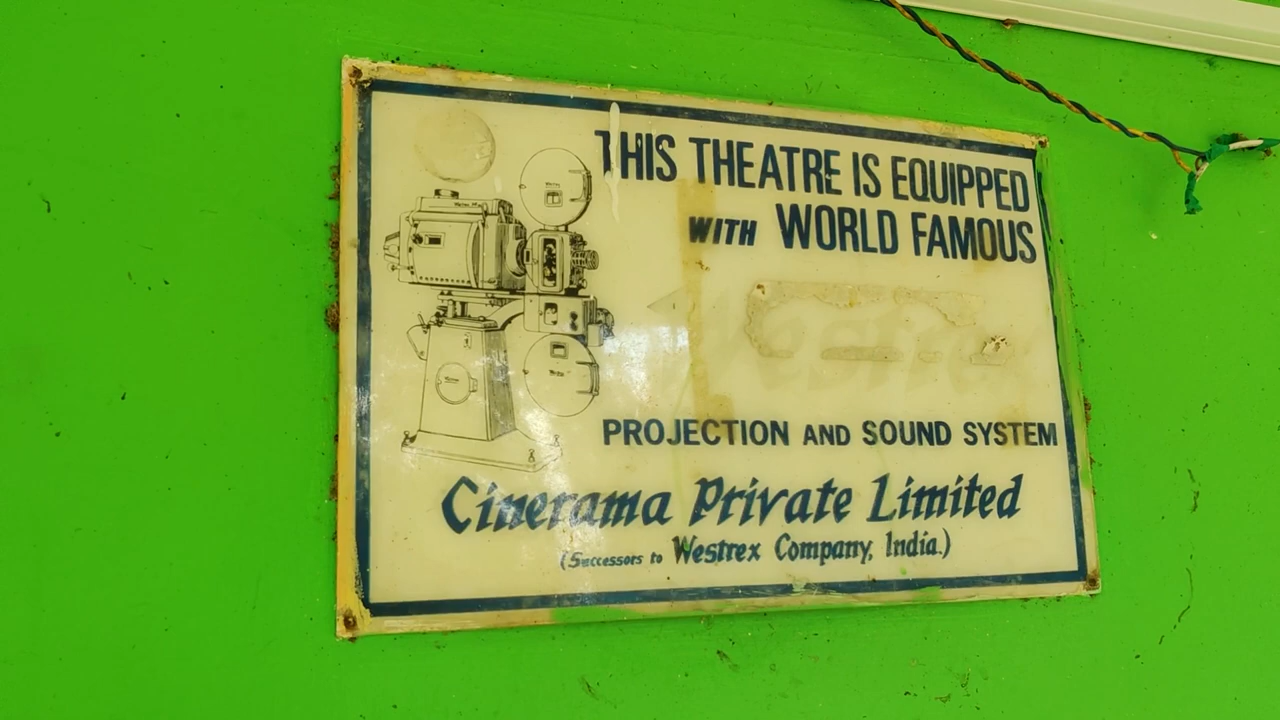 THIS THEATRE IS EQUIPPED
WITH WORLD FAMOUS
PROJECTION AND SOUND SYSTEM
Cinerama Private Limited
(Successors to Westrex Company, India.)